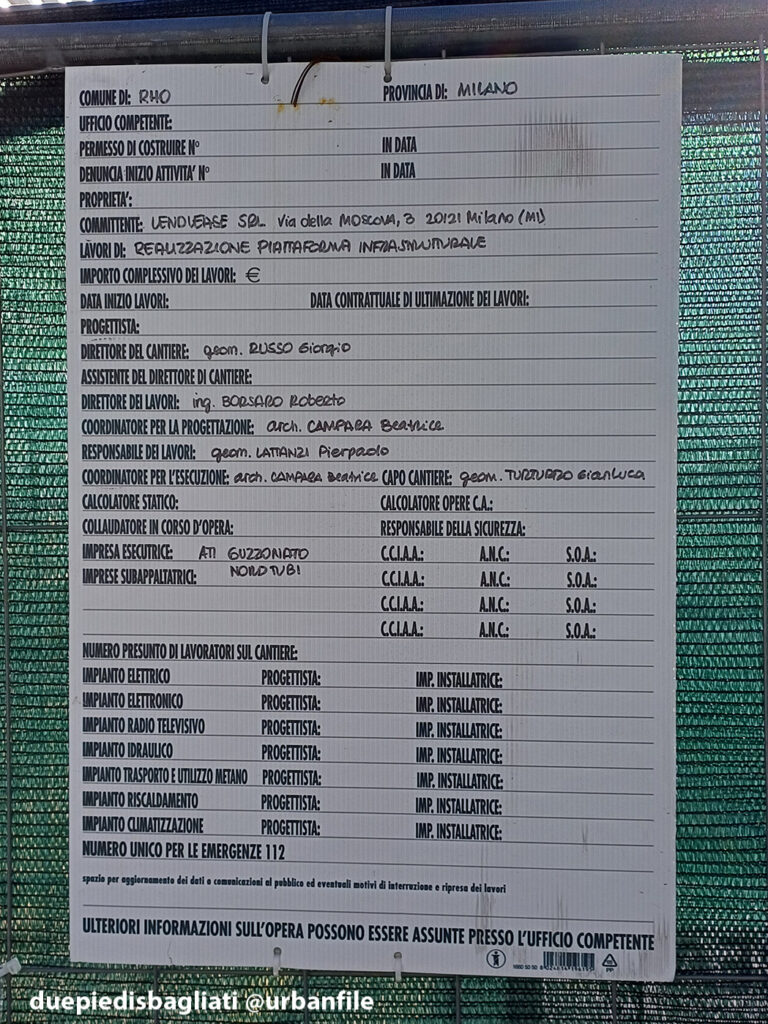 COMUNE DI: RHO PROVINCIA DI: MILANO
UFFICIO COMPETENTE:
PERMESSO DI COSTRUIRE N° IN DATA
DENUNCIA INIZIO ATTIVITA' N° IN DATA
PROPRIETA':
COMMITTENTE: LENDLEASE SRL Via della MOSCOVA, 3 20121 Milano (MI)
LAVORI DI: REALIZZAZIONE PIATTAFORMA INFRASTRUTTURALE
IMPORTO COMPLESSIVO DEI LAVORI: €
DATA INIZIO LAVORI: DATA CONTRATTUALE DI ULTIMAZIONE DEI LAVORI:
PROGETTISTA:
DIRETTORE DEL CANTIERE: geom. RUSSO Giorgio
ASSISTENTE DEL DIRETTORE DI CANTIERE:
DIRETTORE DEI LAVORI: ing. BORSARO Roberto
COORDINATORE PER LA PROGETTAZIONE: arch. CAMPARA Beatrice
RESPONSABILE DEI LAVORI: geom. LATTANZI Pierpaolo
COORDINATORE PER L'ESECUZIONE: arch. CAMPARA Beatrice CAPO CANTIERE: geom. TURTURRO Gianluca
CALCOLATORE STATICO: CALCOLATORE OPERE C.A.:
COLLAUDATORE IN CORSO D'OPERA: RESPONSABILE DELLA SICUREZZA:
IMPRESA ESECUTRICE: ATI GUZZONATO C.C.I.A.A.: A.N.C.: S.O.A.:
NORD TUBI
IMPRESE SUBAPPALTATRICI: C.C.I.A.A.: A.N.C.: S.O.A.:
C.C.I.A.A.: A.N.C.: S.O.A.:
C.C.I.A.A.: A.N.C.: S.O.A.:
NUMERO PRESUNTO DI LAVORATORI SUL CANTIERE:
IMPIANTO ELETTRICO PROGETTISTA: IMP. INSTALLATRICE:
IMPIANTO ELETTRONICO PROGETTISTA: IMP. INSTALLATRICE:
IMPIANTO RADIO TELEVISIVO PROGETTISTA: IMP. INSTALLATRICE:
IMPIANTO IDRAULICO PROGETTISTA: IMP. INSTALLATRICE:
IMPIANTO TRASPORTO E UTILIZZO METANO PROGETTISTA: IMP. INSTALLATRICE:
IMPIANTO RISCALDAMENTO PROGETTISTA: IMP. INSTALLATRICE:
IMPIANTO CLIMATIZZAZIONE PROGETTISTA: IMP. INSTALLATRICE:
NUMERO UNICO PER LE EMERGENZE 112
spazio per aggiornamento dei dati o comunicazioni al pubblico ed eventuali motivi di interruzione e ripresa dei lavori
ULTERIORI INFORMAZIONI SULL'OPERA POSSONO ESSERE ASSUNTE PRESSO L'UFFICIO COMPETENTE
PP
duepiedisbagliati @urbanfile